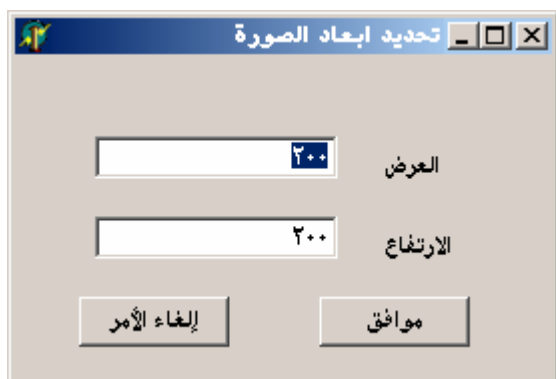 تحديد ابعاد الصورة
العرض ٢٠٠
الارتفاع ٢٠٠
موافق إلغاء الأمر